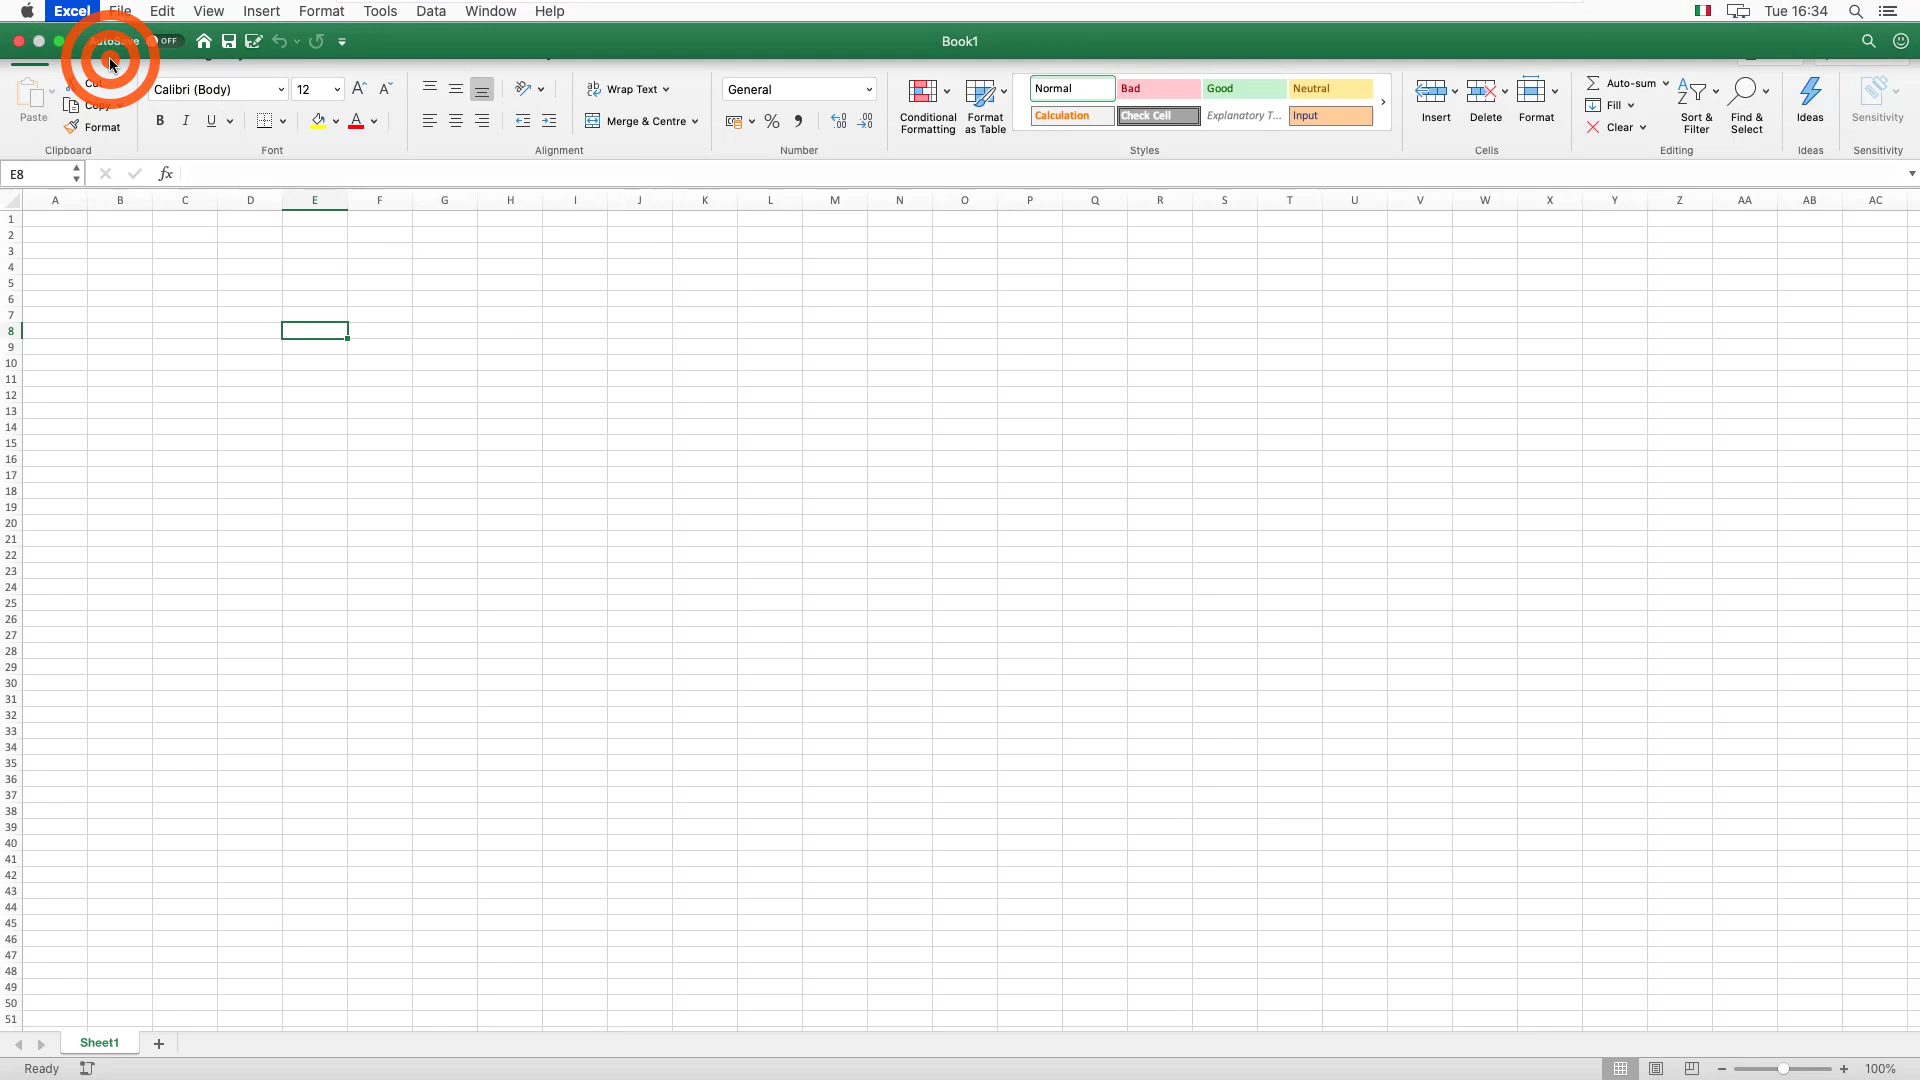 Excel File Edit View Insert Format Tools Data Window Help Tue 16:34
AutoSave OFF Book1
Paste Cut Copy Format Clipboard
Calibri (Body) 12
B I U
Font
Wrap Text
Merge & Centre
Alignment
General
%
Number
Conditional Formatting
Format as Table
Normal Bad Good Neutral
Calculation Check Cell Explanatory T... Input
Styles
Insert Delete Format
Cells
Auto-sum
Fill
Clear
Sort & Filter
Find & Select
Editing
Ideas
Ideas
Sensitivity
Sensitivity
E8 fx
A B C D E F G H I J K L M N O P Q R S T U V W X Y Z AA AB AC
1
2
3
4
5
6
7
8
9
10
11
12
13
14
15
16
17
18
19
20
21
22
23
24
25
26
27
28
29
30
31
32
33
34
35
36
37
38
39
40
41
42
43
44
45
46
47
48
49
50
51
Sheet1 +
Ready 100%